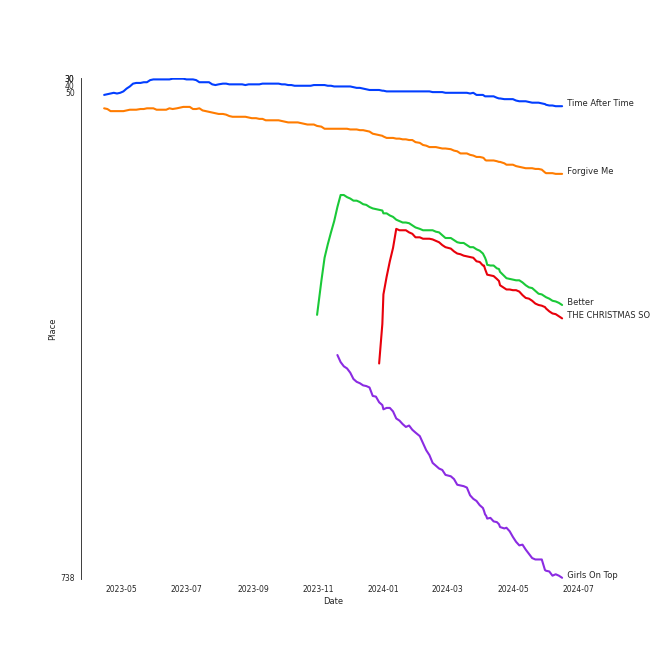 30
40
50
Time After Time
Forgive Me
Better
THE CHRISTMAS SO
Place
738
Girls On Top
2023-05
2023-07
2023-09
2023-11
2024-01
2024-03
2024-05
2024-07
Date